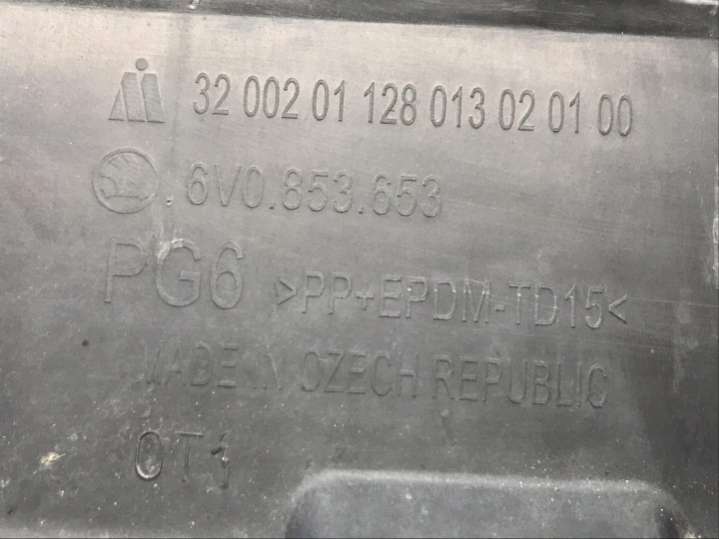 32 002 01 128 013 02 01 00
6V0.853.653
PG6 >PP+EPDM-TD15<
MADE IN CZECH REPUBLIC
OT1